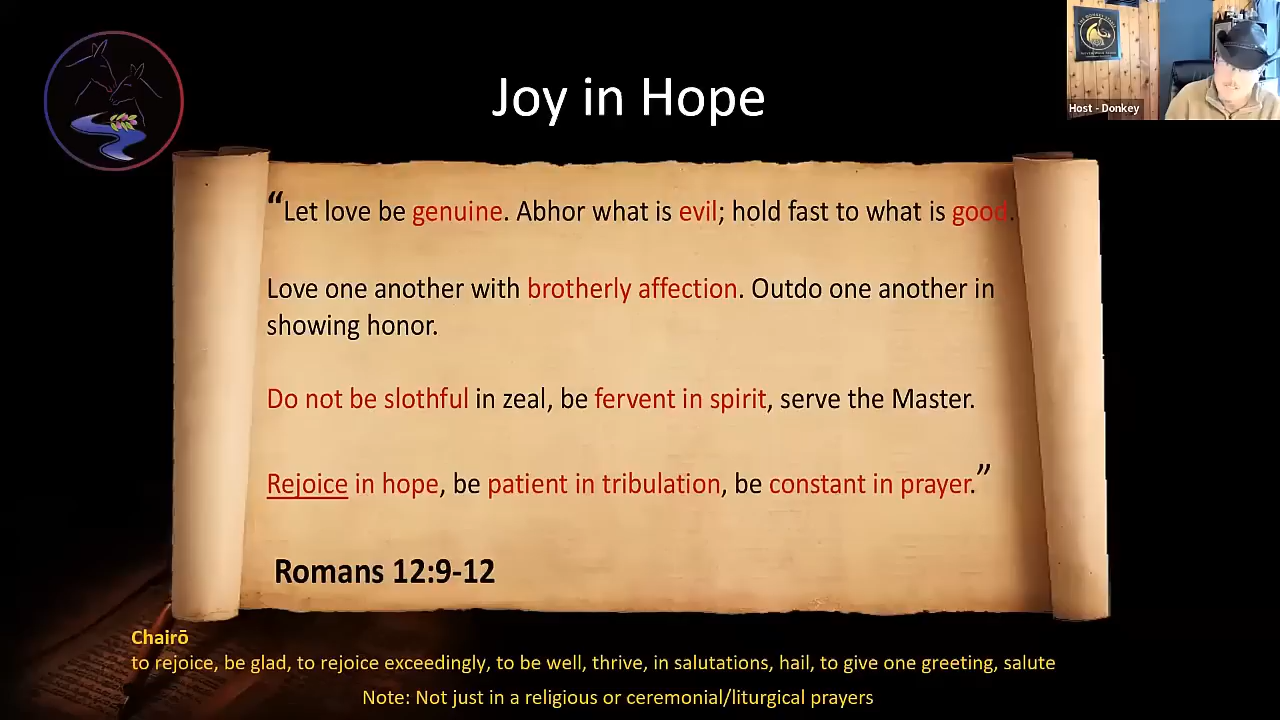 Joy in Hope
Host - Donkey
“Let love be genuine. Abhor what is evil; hold fast to what is good.
Love one another with brotherly affection. Outdo one another in
showing honor.
Do not be slothful in zeal, be fervent in spirit, serve the Master.
Rejoice in hope, be patient in tribulation, be constant in prayer.”
Romans 12:9-12
Chairō
to rejoice, be glad, to rejoice exceedingly, to be well, thrive, in salutations, hail, to give one greeting, salute
Note: Not just in a religious or ceremonial/liturgical prayers